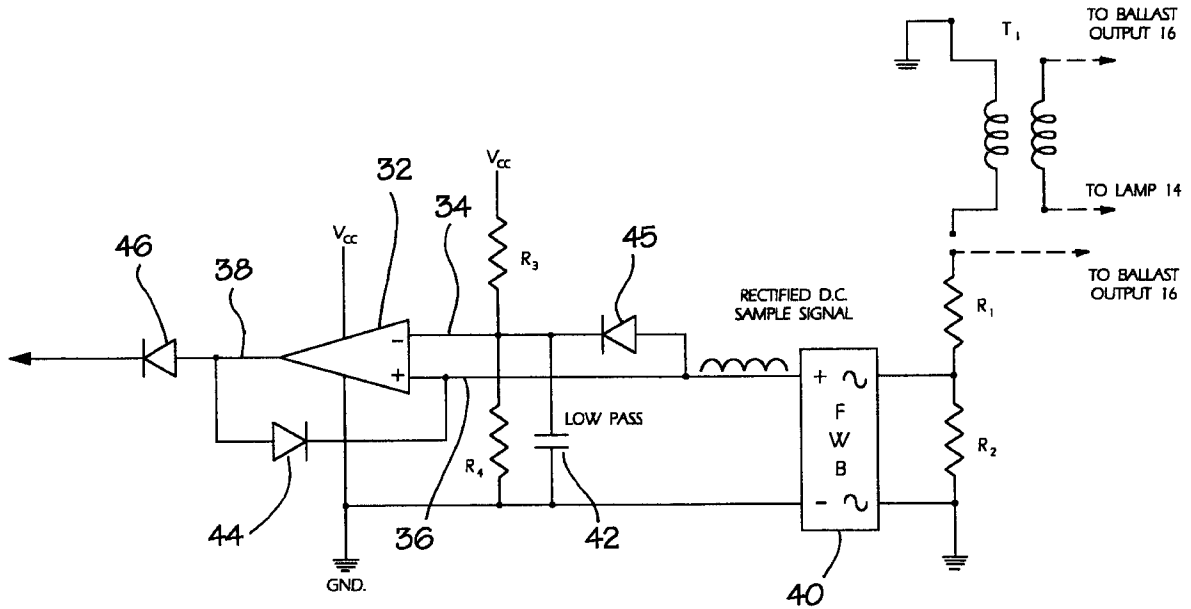 TO BALLAST
OUTPUT 16
T1
TO LAMP 14
TO BALLAST
OUTPUT 16
32
34
VCC
45
46
38
VCC
R3
RECTIFIED D.C.
SAMPLE SIGNAL
R1
-
+
+
F
W
B
-
LOW PASS
R4
R2
44
36
42
GND.
40